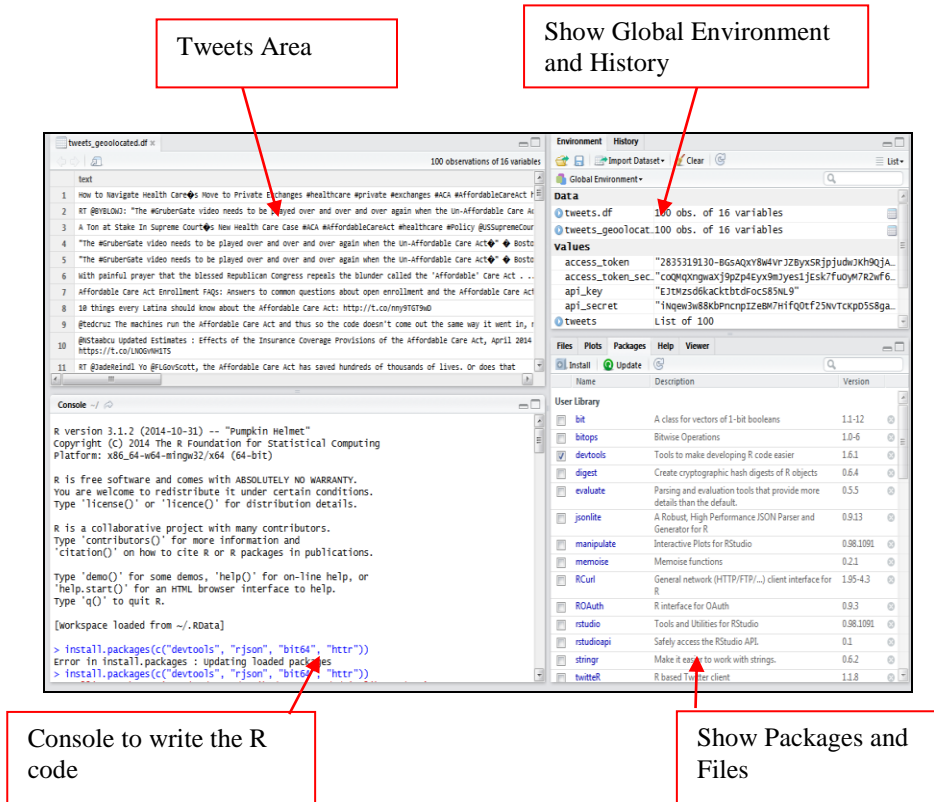 Tweets Area
Show Global Environment
and History
tweets_geoolocated.df
100 observations of 16 variables
text
1 How to Navigate Health Care�s Move to Private Exchanges #healthcare #private #exchanges #ACA #AffordableCareAct
2 RT @BYBLOWJ: "The #GruberGate video needs to be played over and over and over again when the Un-Affordable Care
3 A Ton at Stake In Supreme Court�s New Health Care Case #ACA #AffordableCareAct #healthcare #Policy @USSupremeCour
4 "The #GruberGate video needs to be played over and over and over again when the Un-Affordable Care Act�" � Bosto
5 "The #GruberGate video needs to be played over and over and over again when the Un-Affordable Care Act�" � Bosto
6 With painful prayer that the blessed Republican Congress repeals the blunder called the 'Affordable' Care Act . ..
7 Affordable Care Act Enrollment FAQs: Answers to common questions about open enrollment and the Affordable Care Act
8 10 things every Latina should know about the Affordable Care Act: http://t.co/nny9TGT9wD
9 @tedcruz The machines run the Affordable Care Act and thus so the code doesn't come out the same way it went in,
10 @NStaabcu Updated Estimates : Effects of the Insurance Coverage Provisions of the Affordable Care Act, April 2014
https://t.co/LNOGVNH1TS
11 RT @JadeReindl Yo @FLGovScott, the Affordable Care Act has saved hundreds of thousands of lives. Or does that
Environment History
Import Dataset Clear List
Global Environment
Data
tweets.df 100 obs. of 16 variables
tweets_geoolocat… 100 obs. of 16 variables
Values
access_token
access_token_sec…
api_key
api_secret
tweets List of 100
Files Plots Packages Help Viewer
Install Update
Name Description Version
User Library
bit A class for vectors of 1-bit booleans 1.1-12
bitops Bitwise Operations 1.0-6
devtools Tools to make developing R code easier 1.6.1
digest Create cryptographic hash digests of R objects 0.6.4
evaluate Parsing and evaluation tools that provide more 0.5.5
details than the default.
jsonlite A Robust, High Performance JSON Parser and 0.9.13
Generator for R
manipulate Interactive Plots for RStudio 0.98.1091
memoise Memoise functions 0.2.1
RCurl General network (HTTP/FTP/...) client interface for 1.95-4.3
R
ROAuth R interface for OAuth 0.9.3
rstudio Tools and Utilities for RStudio 0.98.1091
rstudioapi Safely access the RStudio API. 0.1
stringr Make it easier to work with strings. 0.6.2
twitteR R based Twitter client 1.1.8
Console ~/
R version 3.1.2 (2014-10-31) -- "Pumpkin Helmet"
Copyright (C) 2014 The R Foundation for Statistical Computing
Platform: x86_64-w64-mingw32/x64 (64-bit)
R is free software and comes with ABSOLUTELY NO WARRANTY.
You are welcome to redistribute it under certain conditions.
Type 'license()' or 'licence()' for distribution details.
R is a collaborative project with many contributors.
Type 'contributors()' for more information and
'citation()' on how to cite R or R packages in publications.
Type 'demo()' for some demos, 'help()' for on-line help, or
'help.start()' for an HTML browser interface to help.
Type 'q()' to quit R.
[Workspace loaded from ~/.RData]
> install.packages(c("devtools", "rjson", "bit64", "httr"))
Error in install.packages : Updating loaded packages
> install.packages(c("devtools", "rjson", "bit64", "httr"))
Console to write the R
code
Show Packages and
Files